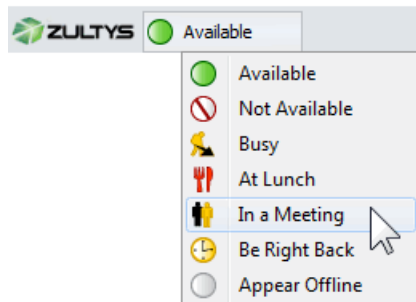 ZULTYS Available
Available
Not Available
Busy
At Lunch
In a Meeting
Be Right Back
Appear Offline